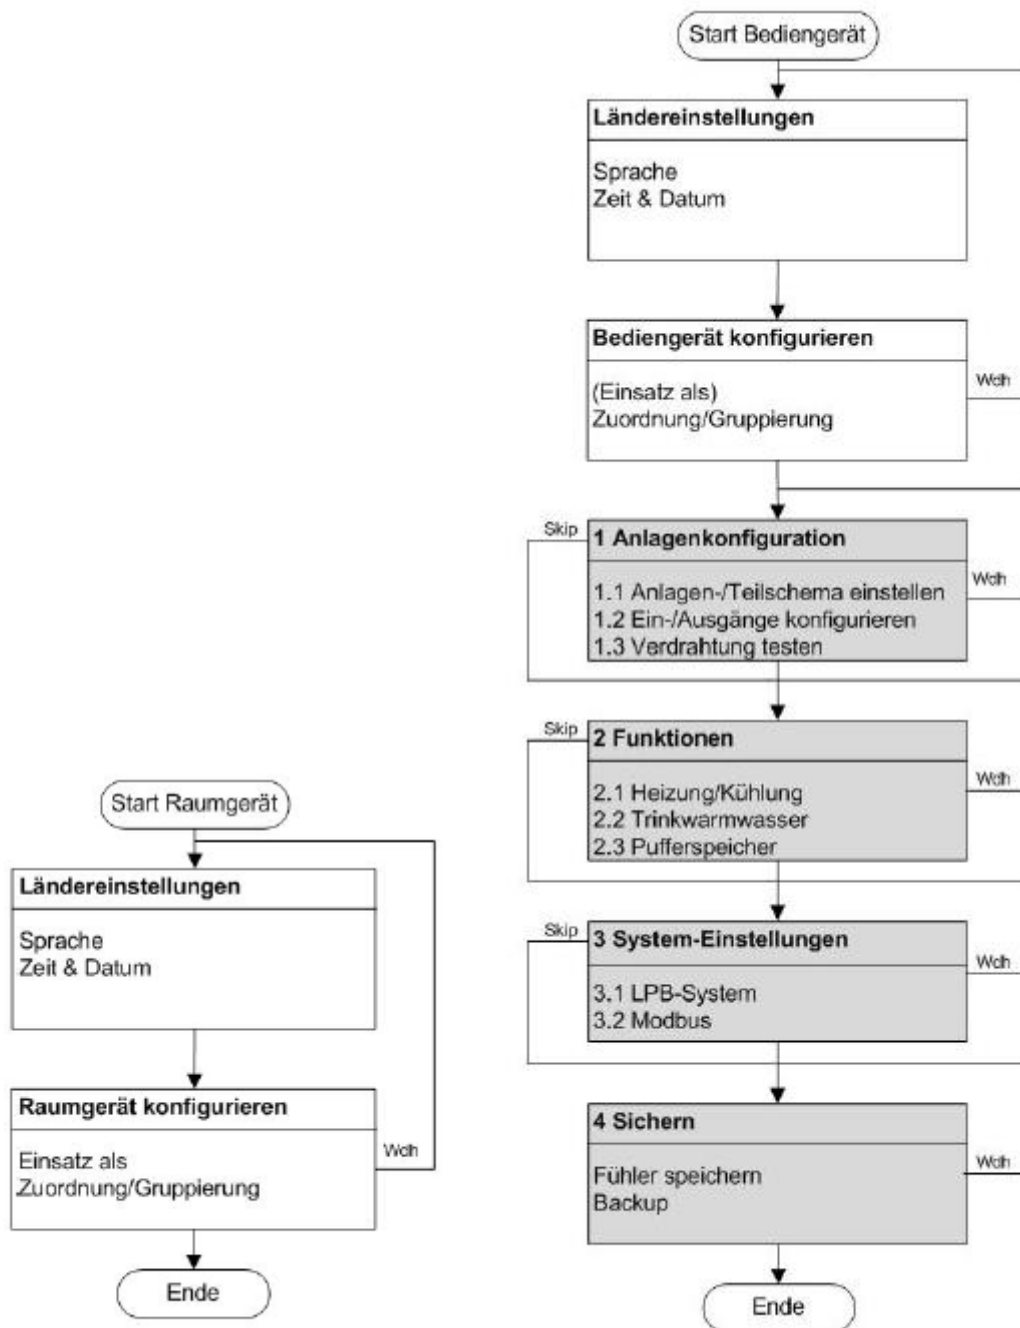 Start Bediengerät
Ländereinstellungen
Sprache
Zeit & Datum
Bediengerät konfigurieren
(Einsatz als)
Zuordnung/Gruppierung
Wdh
Skip
1 Anlagenkonfiguration
1.1 Anlagen-/Teilschema einstellen
1.2 Ein-/Ausgänge konfigurieren
1.3 Verdrahtung testen
Wdh
Skip
2 Funktionen
2.1 Heizung/Kühlung
2.2 Trinkwarmwasser
2.3 Pufferspeicher
Wdh
Skip
3 System-Einstellungen
3.1 LPB-System
3.2 Modbus
Wdh
4 Sichern
Fühler speichern
Backup
Wdh
Ende
Start Raumgerät
Ländereinstellungen
Sprache
Zeit & Datum
Raumgerät konfigurieren
Einsatz als
Zuordnung/Gruppierung
Wdh
Ende